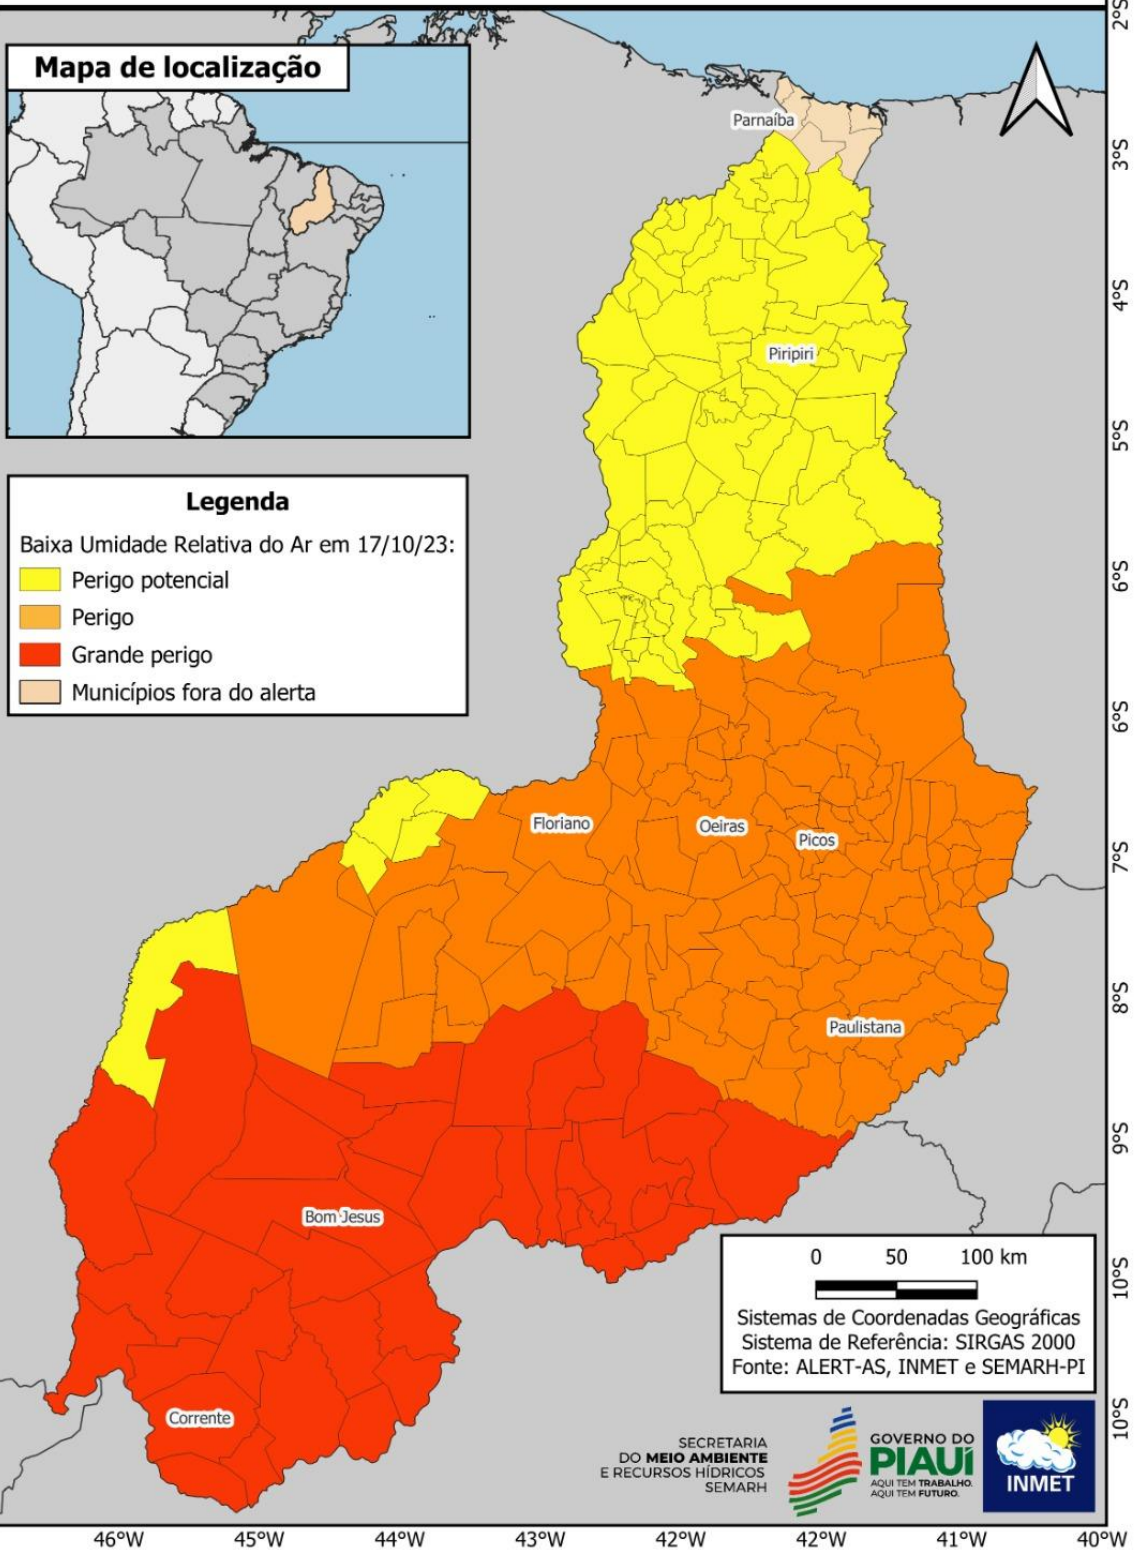 Mapa de localização
Legenda
Baixa Umidade Relativa do Ar em 17/10/23:
Perigo potencial
Perigo
Grande perigo
Municípios fora do alerta
Parnaíba
Piripiri
Floriano
Oeiras
Picos
Paulistana
Bom Jesus
Corrente
2°S
3°S
4°S
5°S
6°S
6°S
7°S
8°S
9°S
10°S
10°S
0 50 100 km
Sistemas de Coordenadas Geográficas
Sistema de Referência: SIRGAS 2000
Fonte: ALERT-AS, INMET e SEMARH-PI
SECRETARIA
DO MEIO AMBIENTE
E RECURSOS HÍDRICOS
SEMARH
GOVERNO DO
PIAUÍ
AQUI TEM TRABALHO.
AQUI TEM FUTURO.
INMET
46°W 45°W 44°W 43°W 42°W 42°W 41°W 40°W